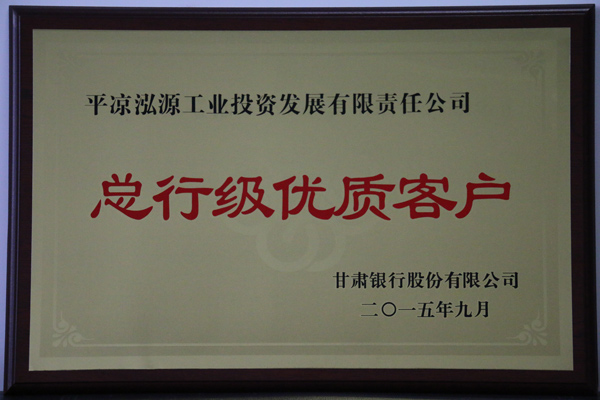 平凉泓源工业投资发展有限责任公司
总行级优质客户
甘肃银行股份有限公司
二〇一五年九月